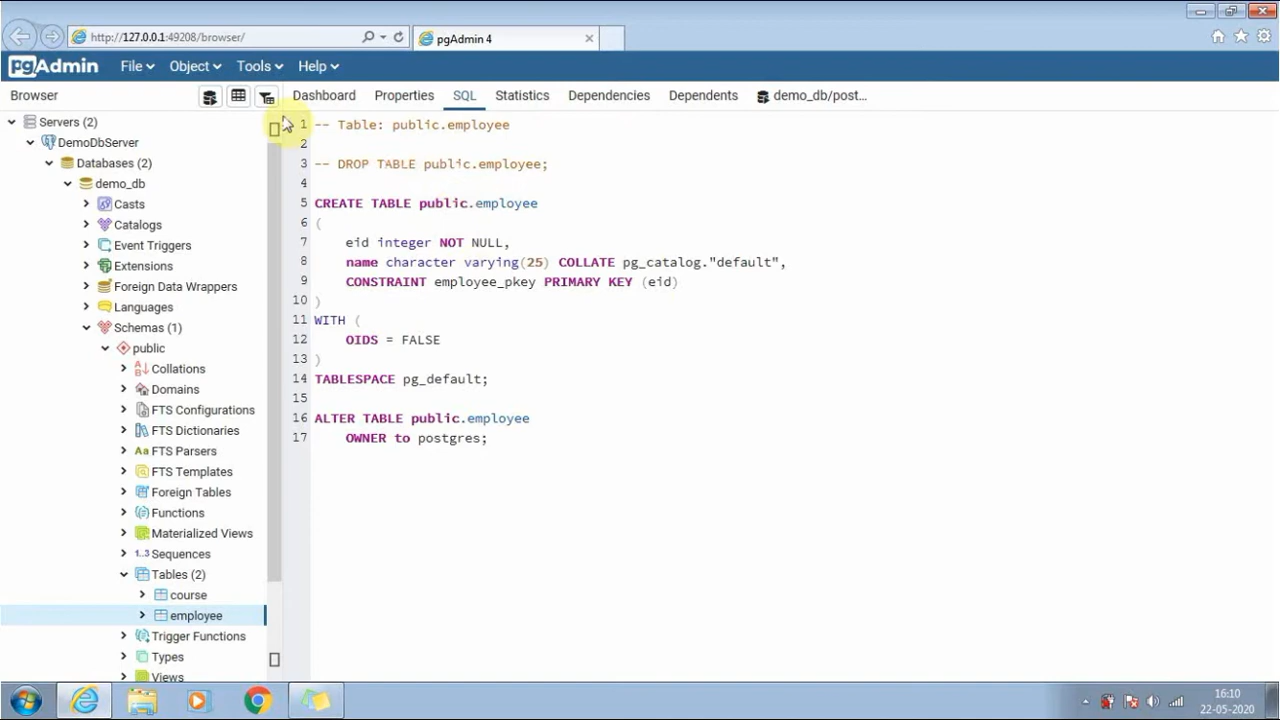 http://127.0.0.1:49208/browser/
pgAdmin 4
pgAdmin
File
Object
Tools
Help
Browser
Dashboard
Properties
SQL
Statistics
Dependencies
Dependents
demo_db/post...
Servers (2)
DemoDbServer
Databases (2)
demo_db
Casts
Catalogs
Event Triggers
Extensions
Foreign Data Wrappers
Languages
Schemas (1)
public
Collations
Domains
FTS Configurations
FTS Dictionaries
Aa FTS Parsers
FTS Templates
Foreign Tables
Functions
Materialized Views
1..3 Sequences
Tables (2)
course
employee
Trigger Functions
Types
Views
1 -- Table: public.employee
2
3 -- DROP TABLE public.employee;
4
5 CREATE TABLE public.employee
6 (
7 eid integer NOT NULL,
8 name character varying(25) COLLATE pg_catalog."default",
9 CONSTRAINT employee_pkey PRIMARY KEY (eid)
10 )
11 WITH (
12 OIDS = FALSE
13 )
14 TABLESPACE pg_default;
15
16 ALTER TABLE public.employee
17 OWNER to postgres;
16:10
22-05-2020